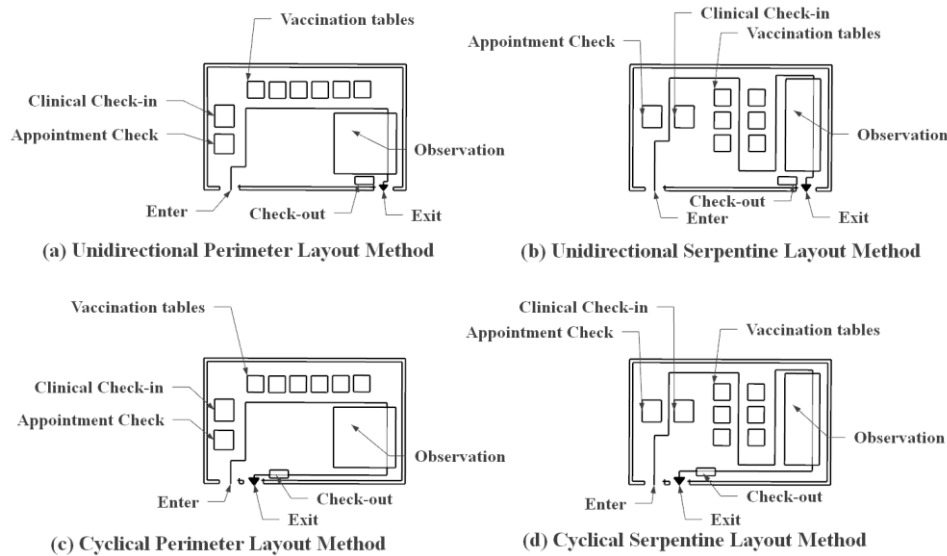 Vaccination tables
Clinical Check-in
Appointment Check
Observation
Enter
Check-out
Exit
(a) Unidirectional Perimeter Layout Method
Clinical Check-in
Appointment Check
Vaccination tables
Observation
Check-out
Enter
Exit
(b) Unidirectional Serpentine Layout Method
Vaccination tables
Clinical Check-in
Appointment Check
Observation
Enter
Check-out
Exit
(c) Cyclical Perimeter Layout Method
Clinical Check-in
Appointment Check
Vaccination tables
Observation
Enter
Check-out
Exit
(d) Cyclical Serpentine Layout Method